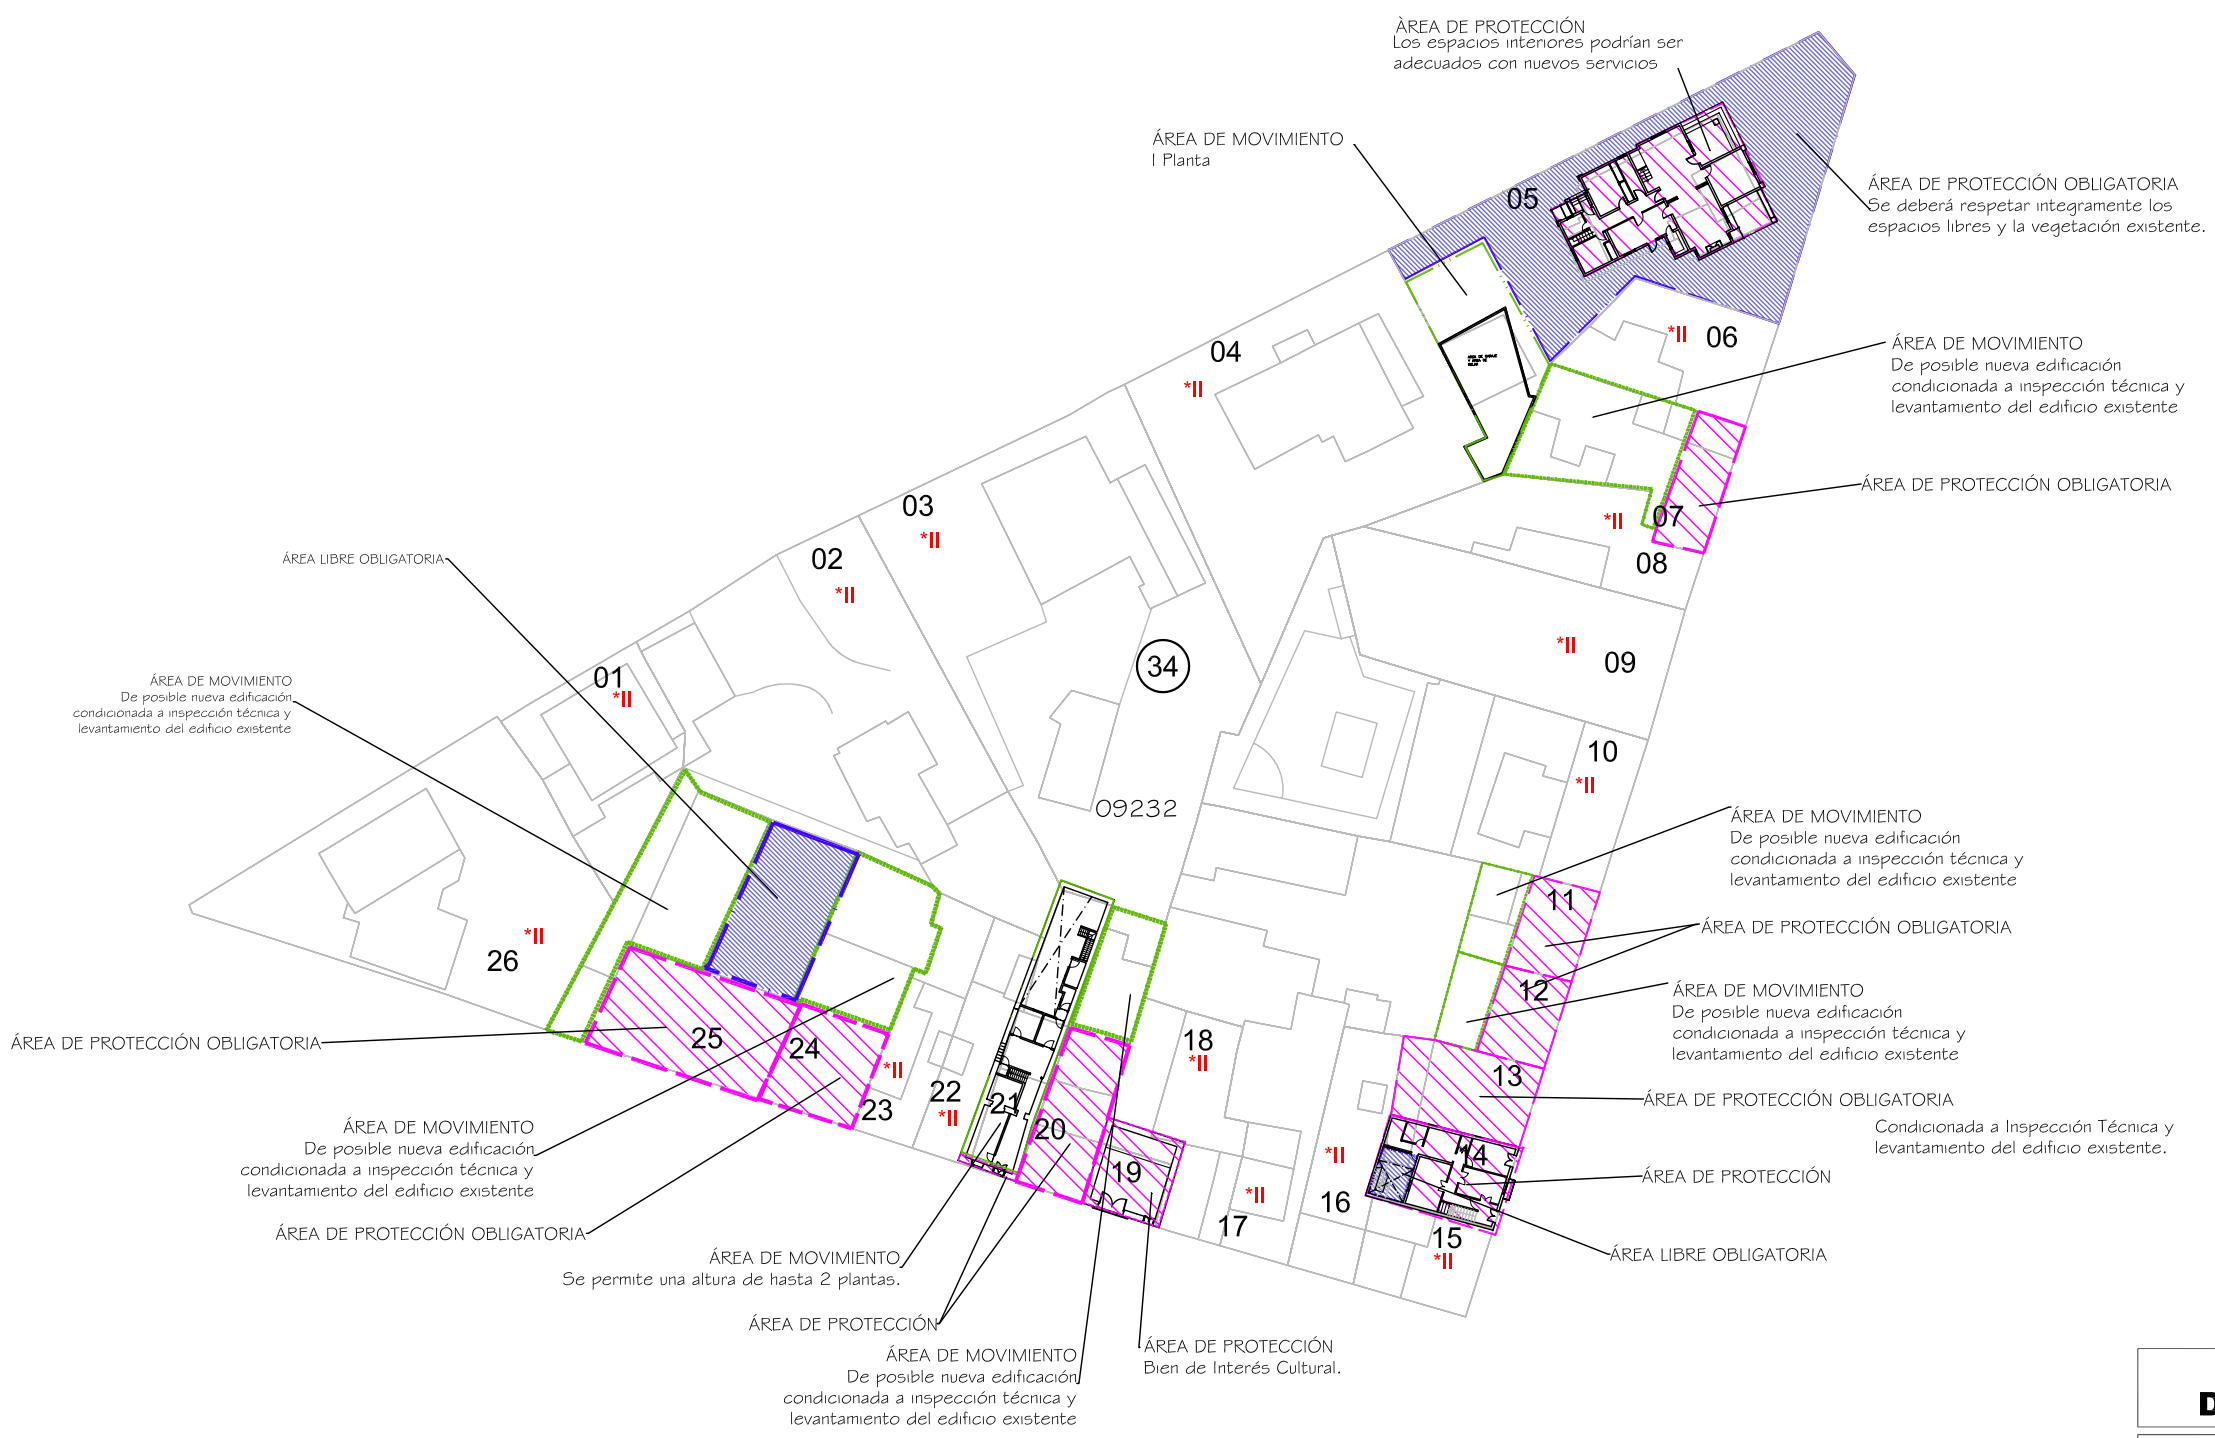 ÀREA DE PROTECCIÓN
Los espacios interiores podrían ser
adecuados con nuevos servicios
ÁREA DE MOVIMIENTO
I Planta
ÁREA DE PROTECCIÓN OBLIGATORIA
Se deberá respetar integramente los
espacios libres y la vegetación existente.
05
06
*II
ÁREA DE MOVIMIENTO
De posible nueva edificación
condicionada a inspección técnica y
levantamiento del edificio existente
04
*II
ÁREA DE PROTECCIÓN OBLIGATORIA
07
*II
08
03
*II
02
*II
ÁREA LIBRE OBLIGATORIA
01
*II
34
*II
09
ÁREA DE MOVIMIENTO
De posible nueva edificación
condicionada a inspección técnica y
levantamiento del edificio existente
10
*II
09232
ÁREA DE MOVIMIENTO
De posible nueva edificación
condicionada a inspección técnica y
levantamiento del edificio existente
11
ÁREA DE PROTECCIÓN OBLIGATORIA
12
ÁREA DE MOVIMIENTO
De posible nueva edificación
condicionada a inspección técnica y
levantamiento del edificio existente
*II
26
ÁREA DE PROTECCIÓN OBLIGATORIA
25
24
*II
23
22
*II
21
20
19
18
*II
13
ÁREA DE PROTECCIÓN OBLIGATORIA
Condicionada a Inspección Técnica y
levantamiento del edificio existente.
14
ÁREA DE PROTECCIÓN
*II
16
*II
17
15
*II
ÁREA LIBRE OBLIGATORIA
ÁREA DE MOVIMIENTO
De posible nueva edificación
condicionada a inspección técnica y
levantamiento del edificio existente
ÁREA DE PROTECCIÓN OBLIGATORIA
ÁREA DE MOVIMIENTO
Se permite una altura de hasta 2 plantas.
ÁREA DE PROTECCIÓN
ÁREA DE MOVIMIENTO
De posible nueva edificación
condicionada a inspección técnica y
levantamiento del edificio existente
ÁREA DE PROTECCIÓN
Bien de Interés Cultural.
D